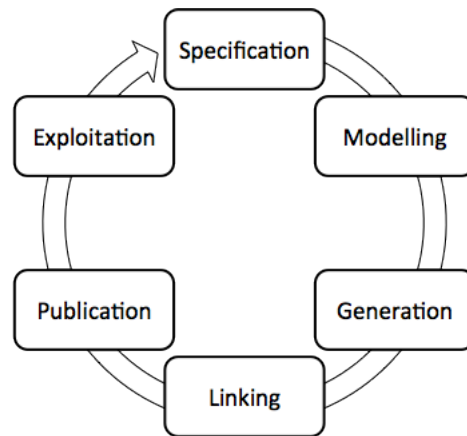 Specification
Modelling
Generation
Linking
Publication
Exploitation